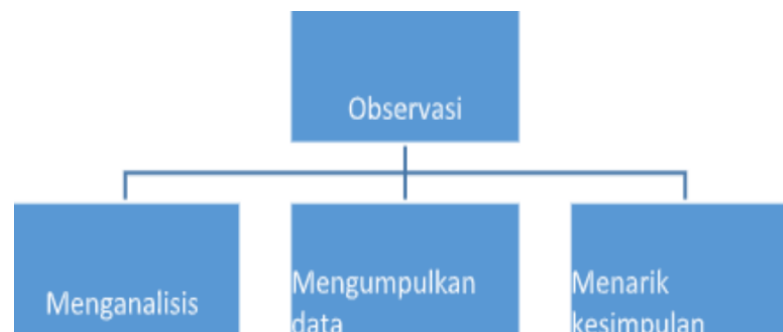 Observasi
Menganalisis
Mengumpulkan
data
Menarik
kesimpulan